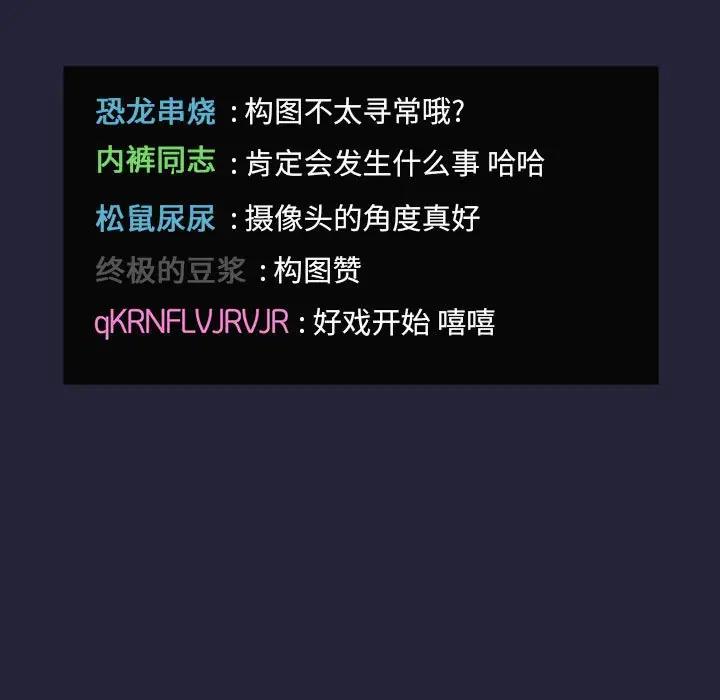 恐龙串烧 : 构图不太寻常哦?
内裤同志 : 肯定会发生什么事 哈哈
松鼠尿尿 : 摄像头的角度真好
终极的豆浆 : 构图赞
qKRNFLVJRVJR : 好戏开始 嘻嘻